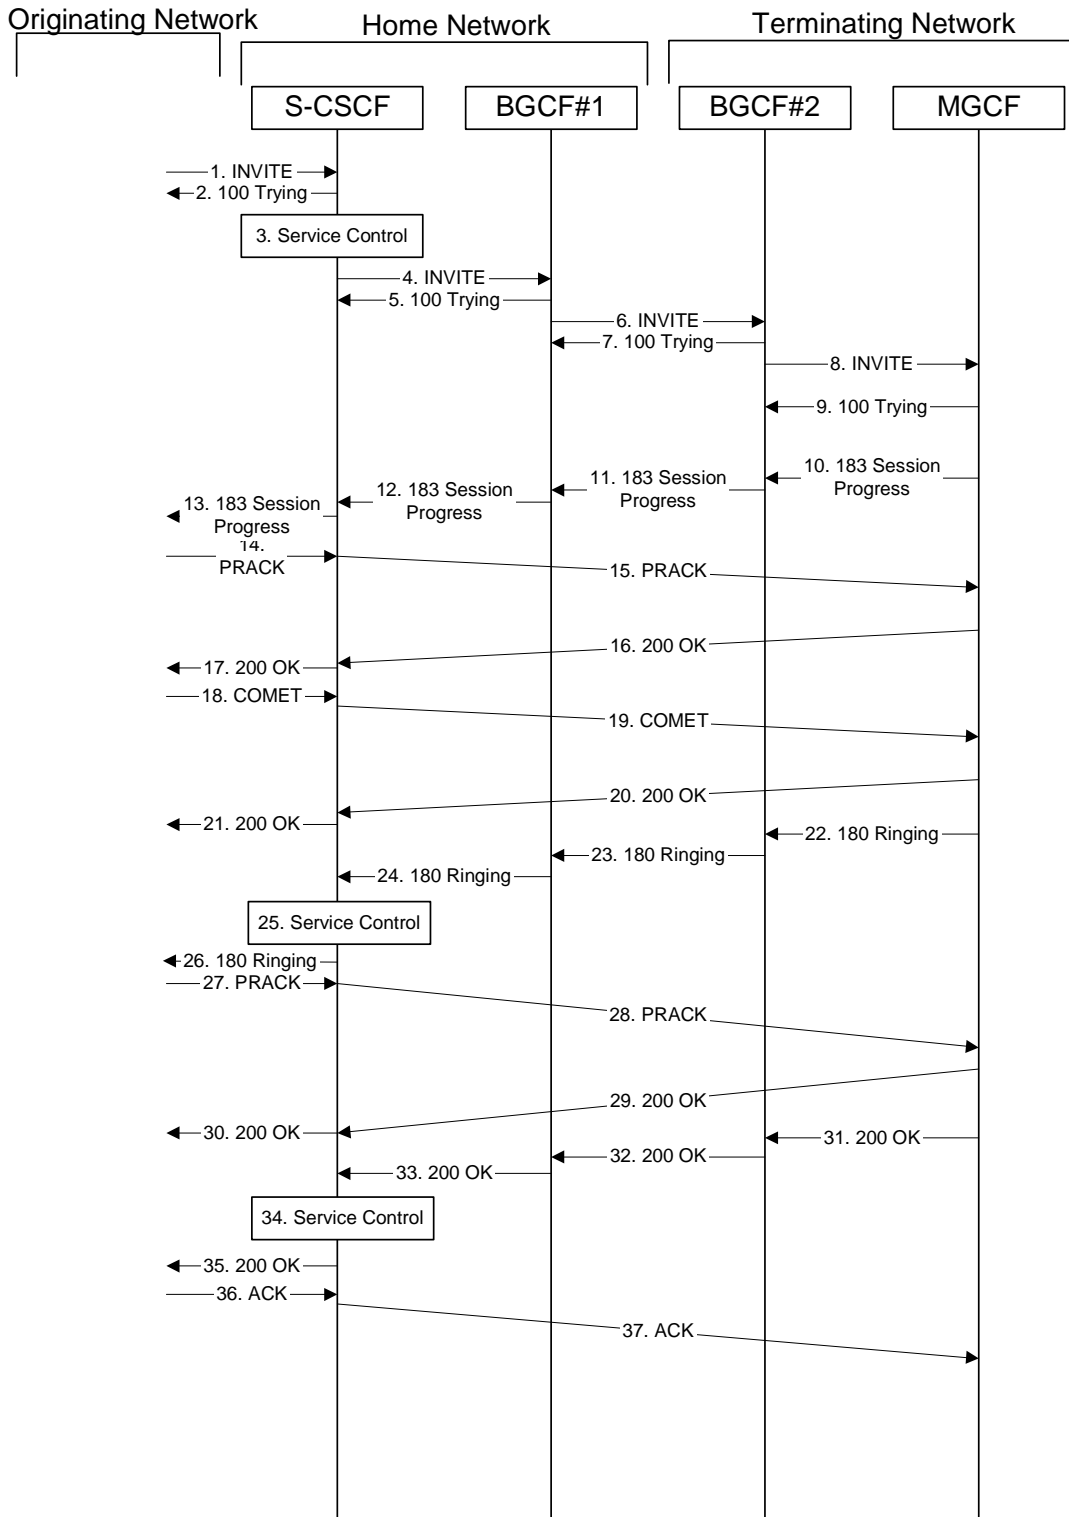 Originating Network
Home Network
Terminating Network
S-CSCF
BGCF#1
BGCF#2
MGCF
1. INVITE
2. 100 Trying
3. Service Control
4. INVITE
5. 100 Trying
6. INVITE
7. 100 Trying
8. INVITE
9. 100 Trying
10. 183 Session
Progress
11. 183 Session
Progress
12. 183 Session
Progress
13. 183 Session
Progress
14.
PRACK
15. PRACK
16. 200 OK
17. 200 OK
18. COMET
19. COMET
20. 200 OK
21. 200 OK
22. 180 Ringing
23. 180 Ringing
24. 180 Ringing
25. Service Control
26. 180 Ringing
27. PRACK
28. PRACK
29. 200 OK
30. 200 OK
31. 200 OK
32. 200 OK
33. 200 OK
34. Service Control
35. 200 OK
36. ACK
37. ACK